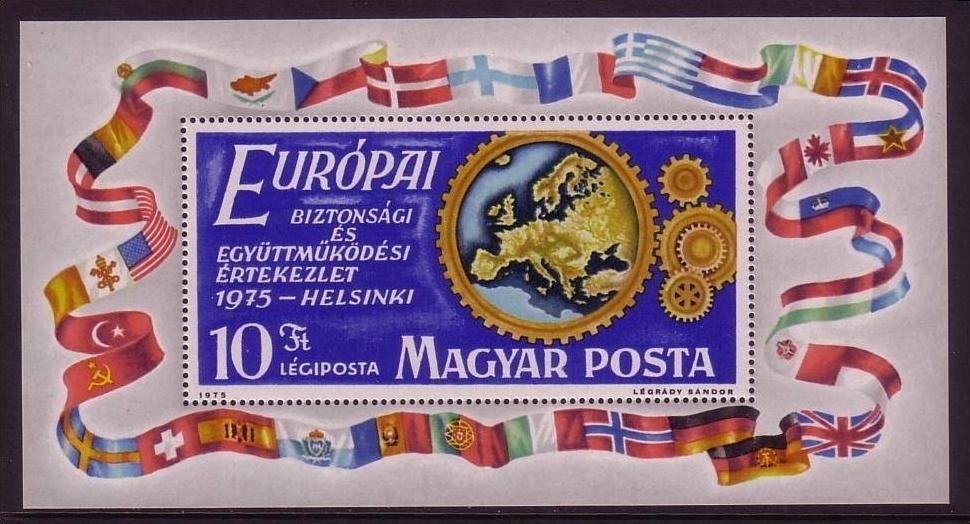 EURÓPAI
BIZTONSÁGI
ÉS
EGYÜTTMŰKÖDÉSI
ÉRTEKEZLET
1975 – HELSINKI
10 Ft
LÉGIPOSTA
MAGYAR POSTA
1975
LÉGRÁDY SÁNDOR